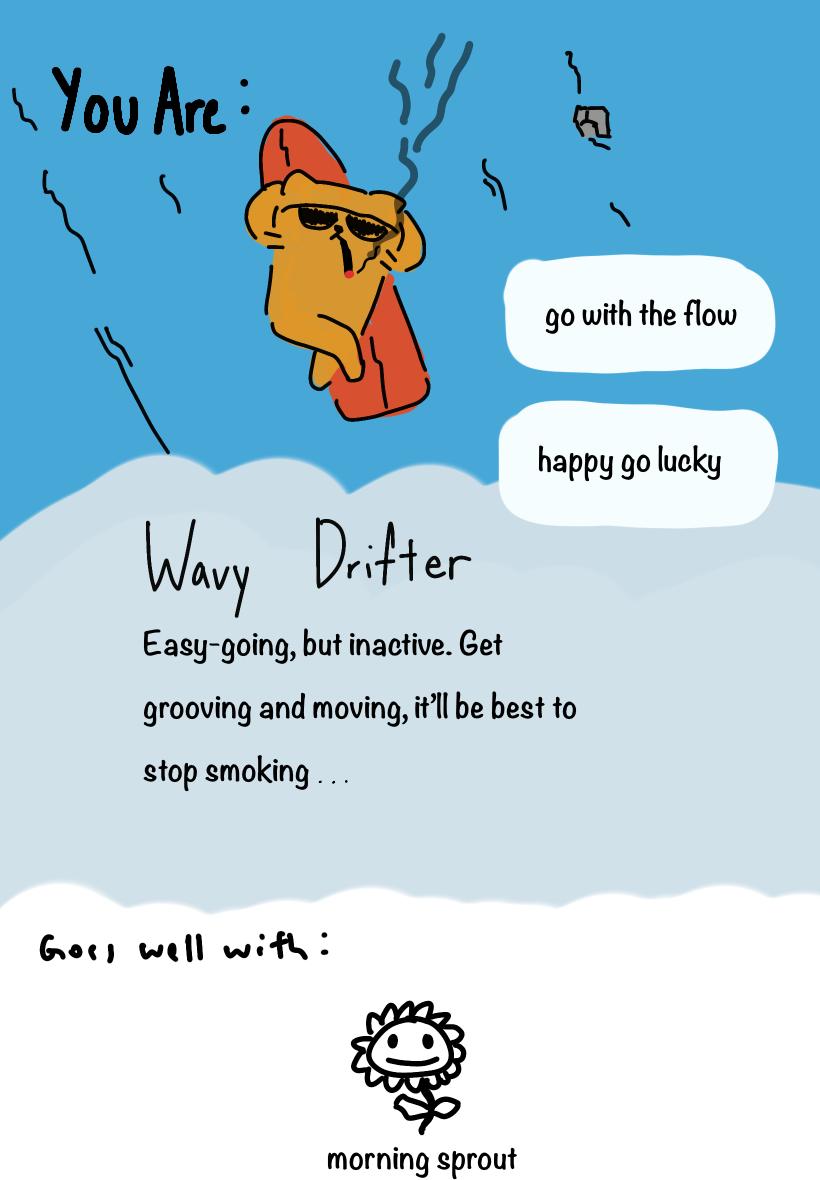 You Are:
go with the flow
happy go lucky
Wavy Drifter
Easy-going, but inactive. Get
grooving and moving, it'll be best to
stop smoking ...
Goes well with:
morning sprout